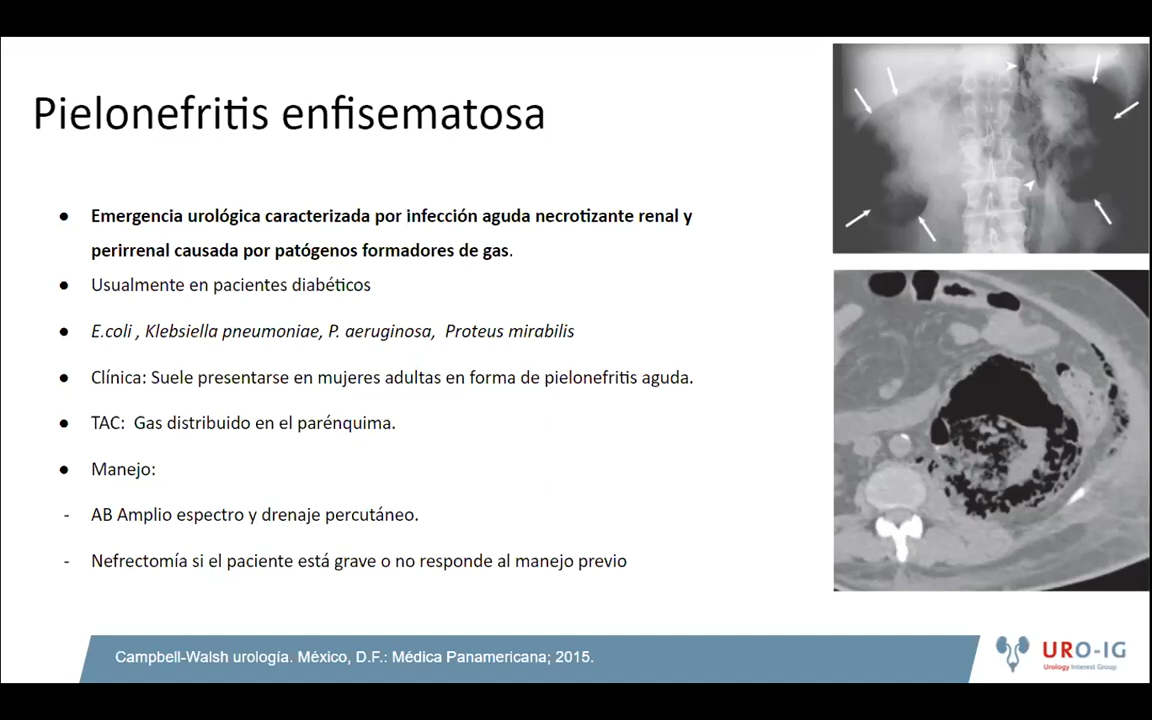 Pielonefritis enfisematosa
● Emergencia urológica caracterizada por infección aguda necrotizante renal y
perirrenal causada por patógenos formadores de gas.
● Usualmente en pacientes diabéticos
● E.coli , Klebsiella pneumoniae, P. aeruginosa, Proteus mirabilis
● Clínica: Suele presentarse en mujeres adultas en forma de pielonefritis aguda.
● TAC: Gas distribuido en el parénquima.
● Manejo:
- AB Amplio espectro y drenaje percutáneo.
- Nefrectomía si el paciente está grave o no responde al manejo previo
Campbell-Walsh urología. México, D.F.: Médica Panamericana; 2015.
URO-IG
Urology Interest Group